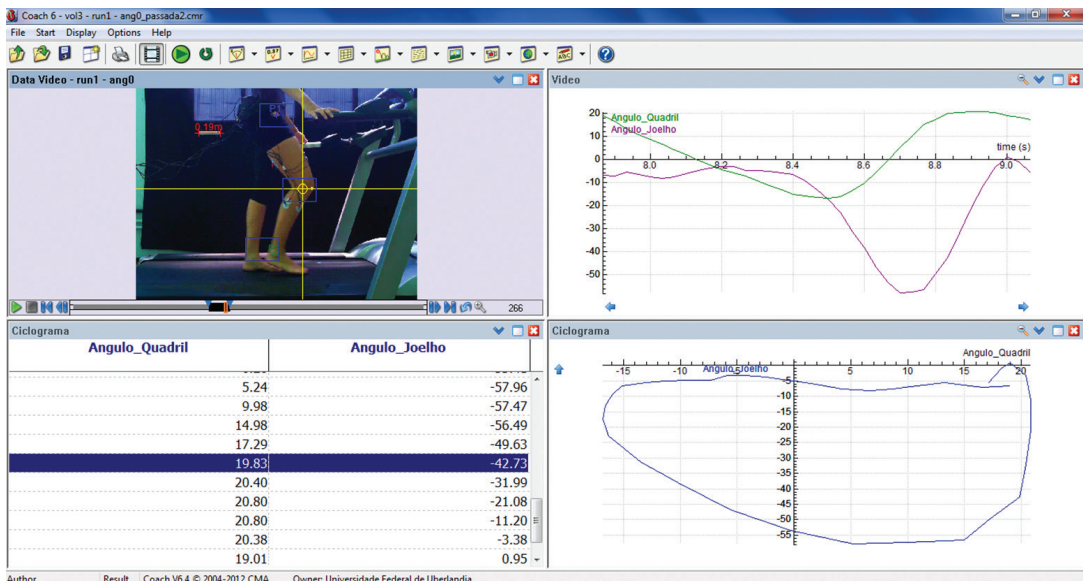 Coach 6 - vol3 - run1 - ang0_passada2.cmr
File Start Display Options Help
Data Video - run1 - ang0
0.19m
266
Video
Angulo_Quadril
Angulo_Joelho
time (s)
20
10
0
-10
-20
-30
-40
-50
8.0 8.2 8.4 8.6 8.8 9.0
Ciclograma
Angulo_Quadril Angulo_Joelho
5.24 -57.96
9.98 -57.47
14.98 -56.49
17.29 -49.63
19.83 -42.73
20.40 -31.99
20.80 -21.08
20.80 -11.20
20.38 -3.38
19.01 0.95
Ciclograma
Angulo_Quadril
-15 -10 -5 5 10 15 20
Angulo_Joelho
-5
-10
-15
-20
-25
-30
-35
-40
-45
-50
-55
Author Result Coach V6.4 © 2004-2012 CMA Owner: Universidade Federal de Uberlandia